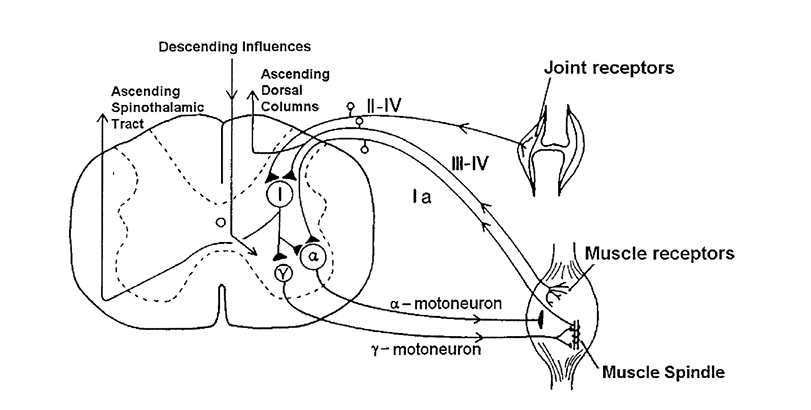 Descending Influences
Ascending
Dorsal
Columns
Ascending
Spinothalamic
Tract
Joint receptors
II-IV
III-IV
Ia
I
α
γ
Muscle receptors
α-motoneuron
γ-motoneuron
Muscle Spindle